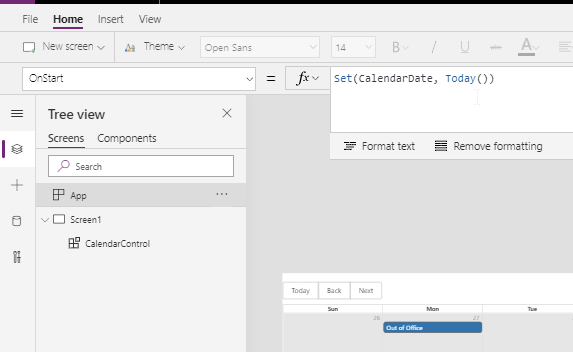 File Home Insert View
New screen Theme Open Sans 14 B / U abc A
OnStart = fx Set(CalendarDate, Today())
Tree view
Screens Components
Format text Remove formatting
Search
App ...
Screen1
CalendarControl
Today Back Next
Sun Mon Tue
26 27
Out of Office